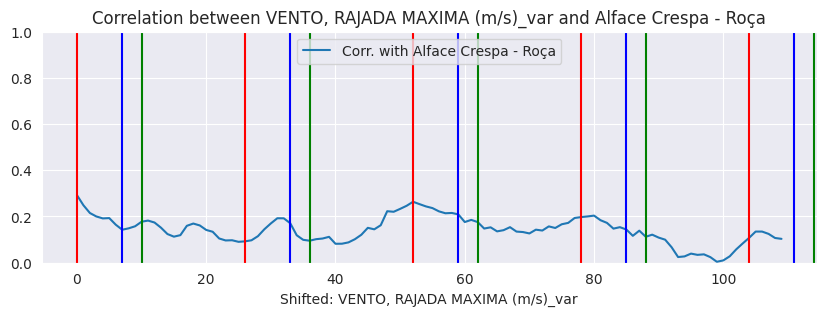 Correlation between VENTO, RAJADA MAXIMA (m/s)_var and Alface Crespa - Roça
Corr. with Alface Crespa - Roça
1.0
0.8
0.6
0.4
0.2
0.0
0 20 40 60 80 100
Shifted: VENTO, RAJADA MAXIMA (m/s)_var